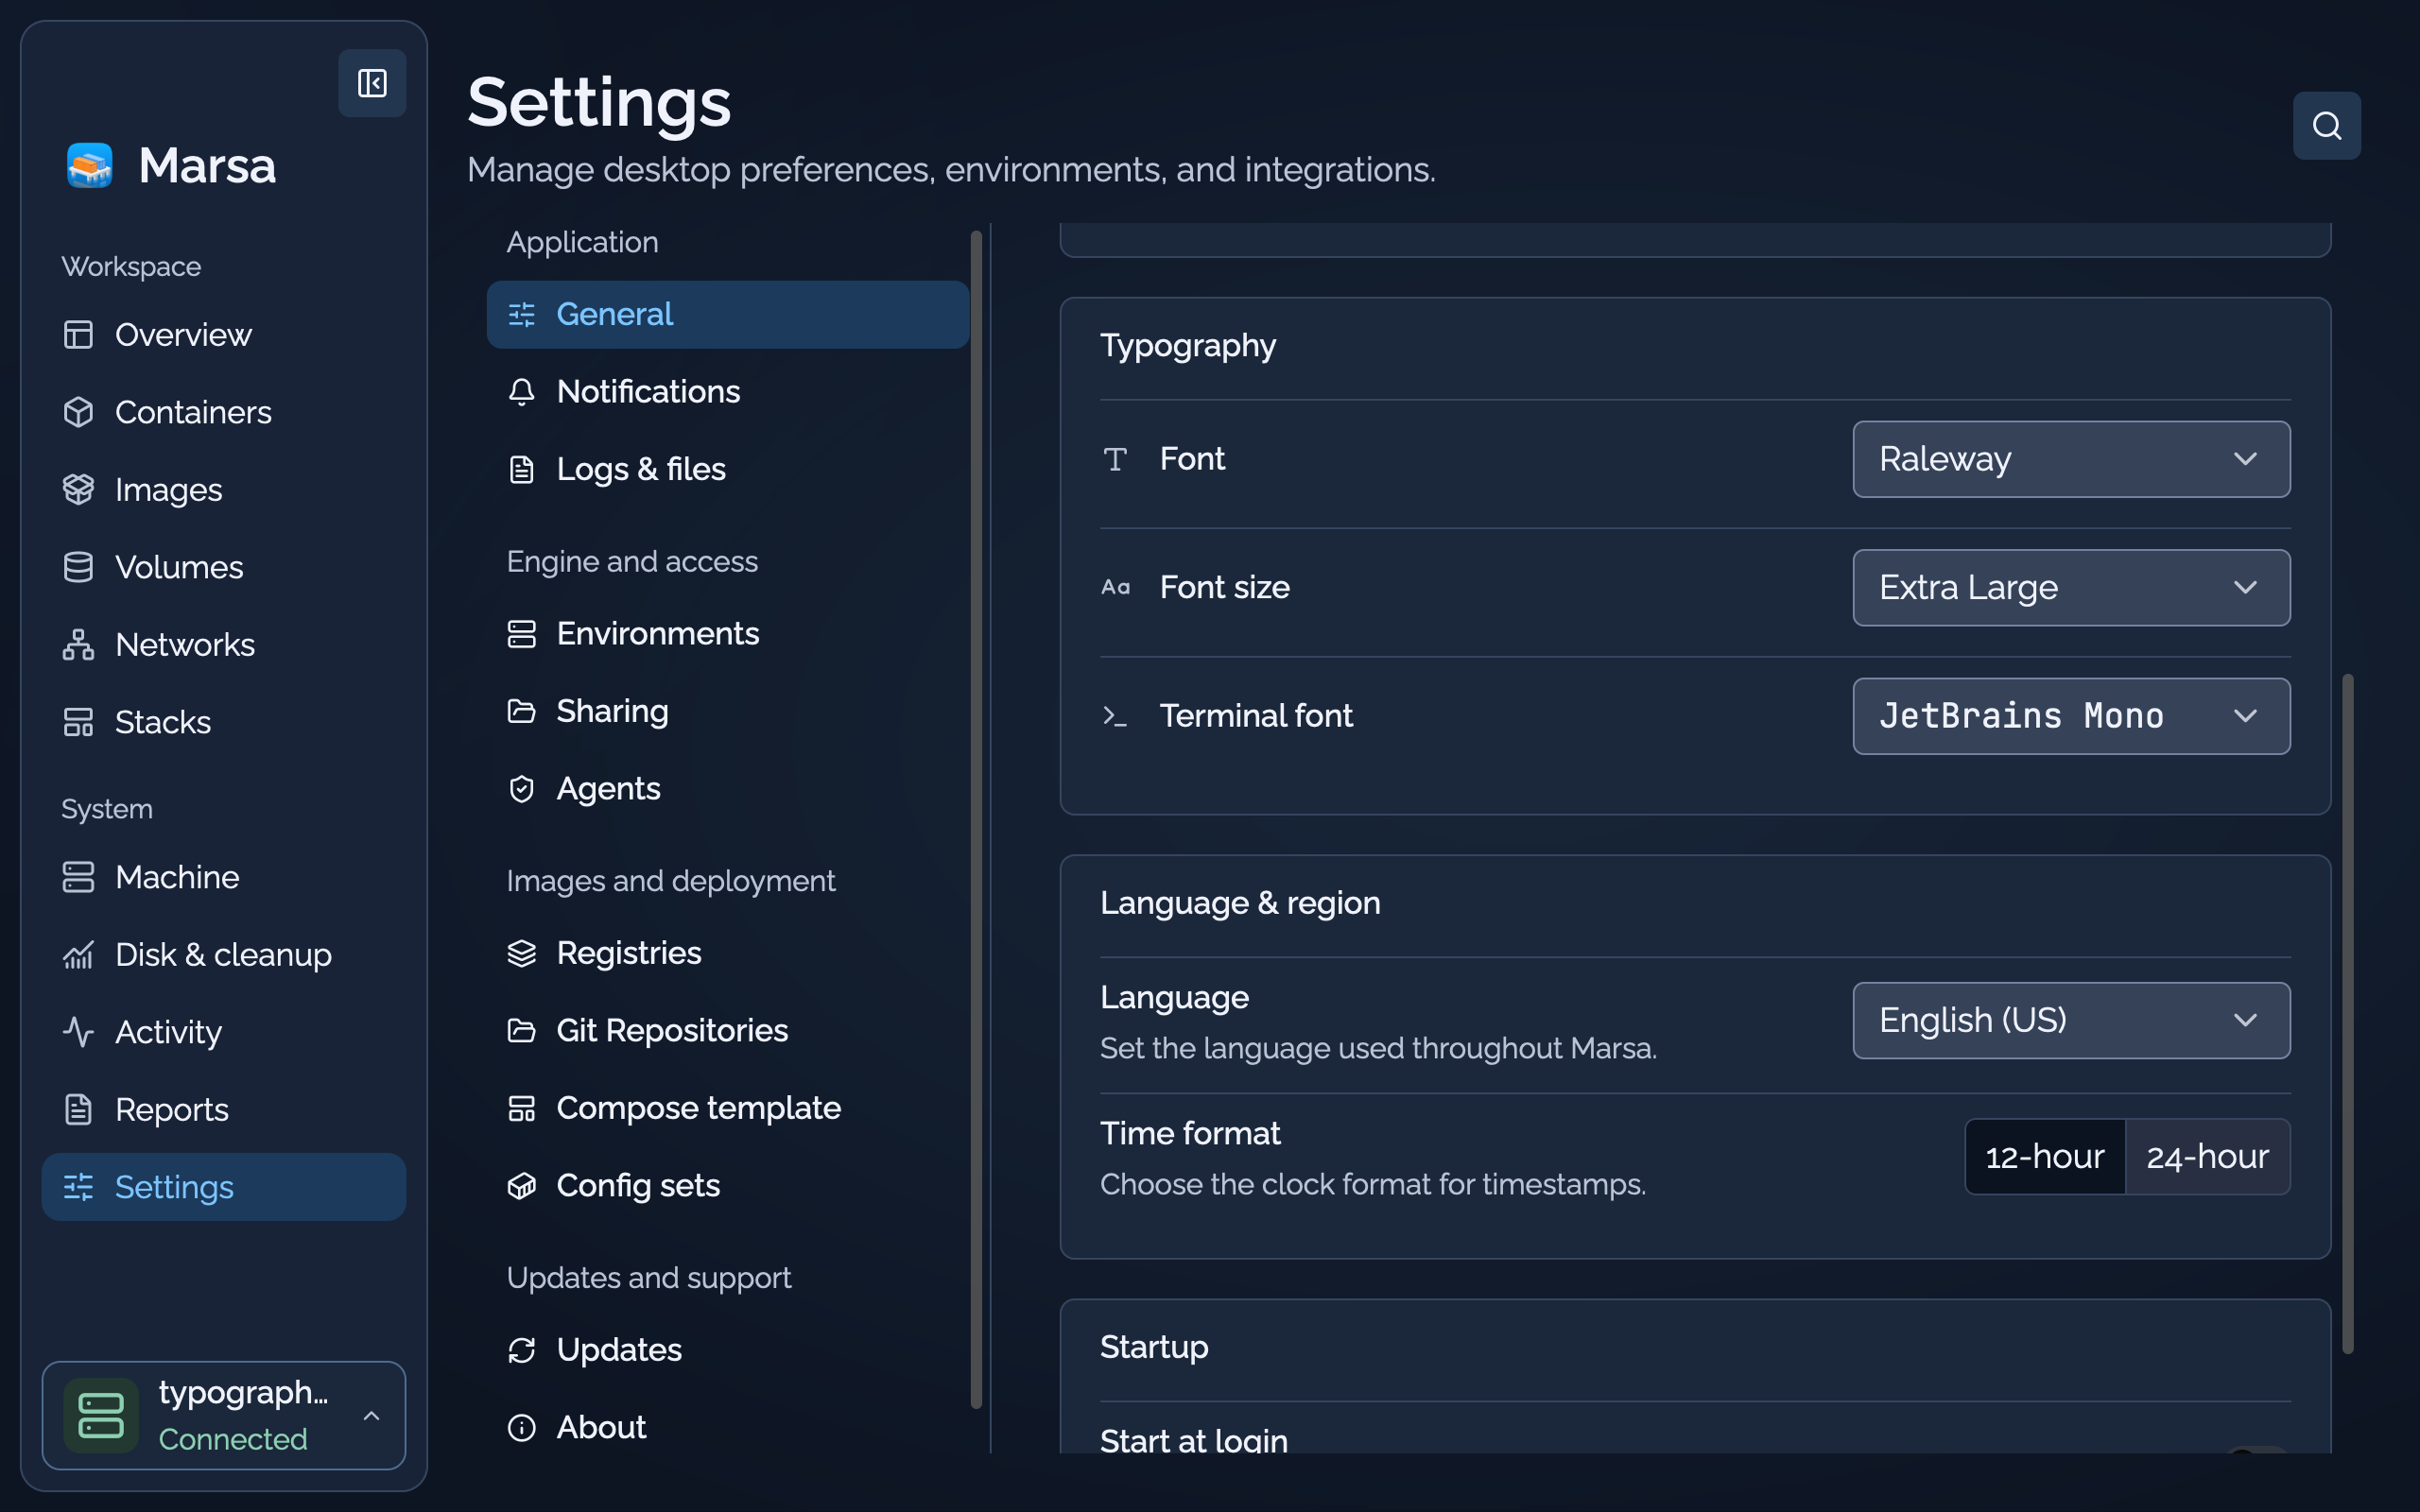 Marsa
Workspace
Overview
Containers
Images
Volumes
Networks
Stacks
System
Machine
Disk & cleanup
Activity
Reports
Settings
typograph…
Connected
Settings
Manage desktop preferences, environments, and integrations.
Application
General
Notifications
Logs & files
Engine and access
Environments
Sharing
Agents
Images and deployment
Registries
Git Repositories
Compose template
Config sets
Updates and support
Updates
About
Typography
Font
Raleway
Aa
Font size
Extra Large
Terminal font
JetBrains Mono
Language & region
Language
Set the language used throughout Marsa.
English (US)
Time format
Choose the clock format for timestamps.
12-hour
24-hour
Startup
Start at login